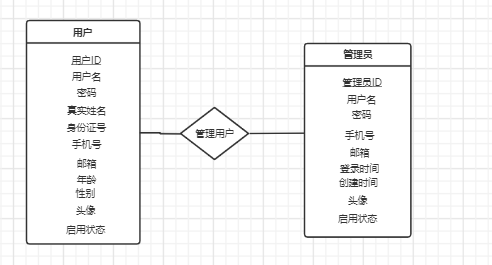 用户
用户ID
用户名
密码
真实姓名
身份证号
手机号
邮箱
年龄
性别
头像
启用状态
管理用户
管理员
管理员ID
用户名
密码
手机号
邮箱
登录时间
创建时间
头像
启用状态